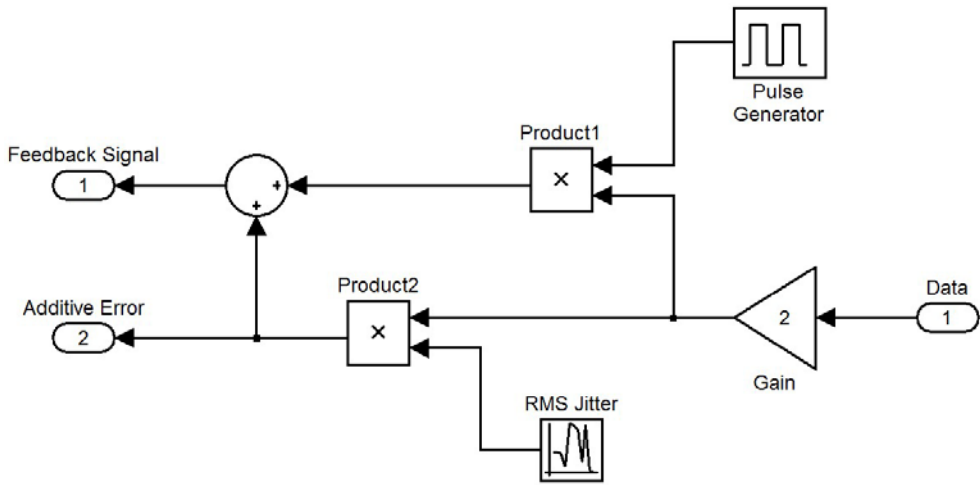 Pulse
Generator
Product1
Feedback Signal
1
+
×
+
Product2
Additive Error
2
×
2
Data
1
Gain
RMS Jitter